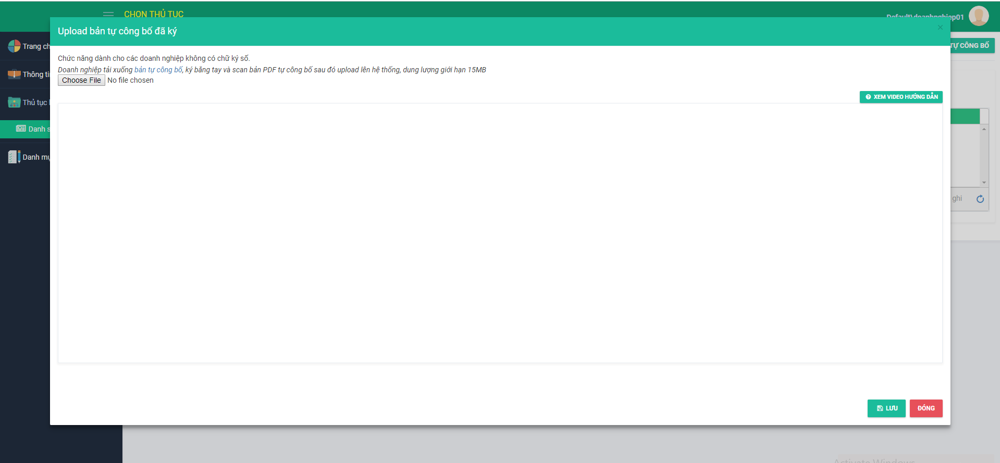 CHỌN THỦ TỤC
Default\doanhnghiep01
Upload bản tự công bố đã ký
×
Trang ch
TỰ CÔNG BỐ
Chức năng dành cho các doanh nghiệp không có chữ ký số.
Doanh nghiệp tải xuống bản tự công bố, ký bằng tay và scan bản PDF tự công bố sau đó upload lên hệ thống, dung lượng giới hạn 15MB
Thông ti
Choose File No file chosen
XEM VIDEO HƯỚNG DẪN
Thủ tục
Danh s
Danh mụ
ghi
LƯU
ĐÓNG
Activate Windows